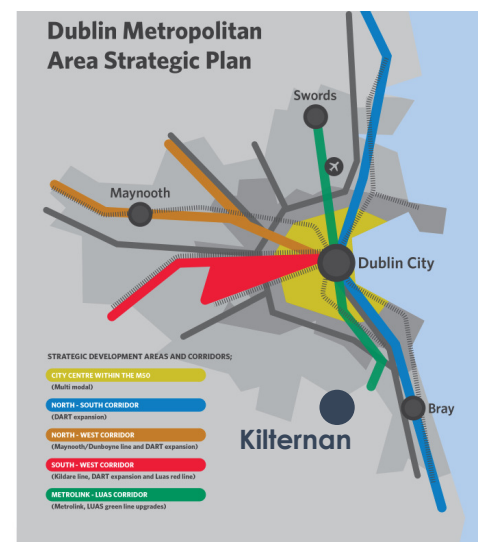 Dublin Metropolitan
Area Strategic Plan
Swords
Maynooth
Dublin City
STRATEGIC DEVELOPMENT AREAS AND CORRIDORS;
CITY CENTRE WITHIN THE M50
(Multi modal)
NORTH - SOUTH CORRIDOR
(DART expansion)
NORTH - WEST CORRIDOR
(Maynooth/Dunboyne line and DART expansion)
SOUTH - WEST CORRIDOR
(Kildare line, DART expansion and Luas red line)
METROLINK - LUAS CORRIDOR
(Metrolink, LUAS green line upgrades)
Bray
Kilternan